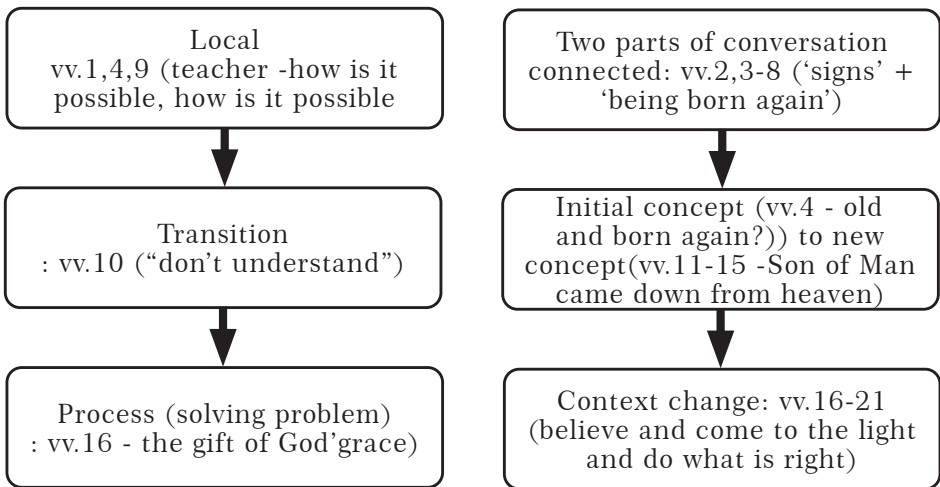 Local
vv.1,4,9 (teacher -how is it
possible, how is it possible
Transition
: vv.10 (“don’t understand”)
Process (solving problem)
: vv.16 - the gift of God’grace)
Two parts of conversation
connected: vv.2,3-8 (‘signs’ +
‘being born again’)
Initial concept (vv.4 - old
and born again?)) to new
concept(vv.11-15 -Son of Man
came down from heaven)
Context change: vv.16-21
(believe and come to the light
and do what is right)